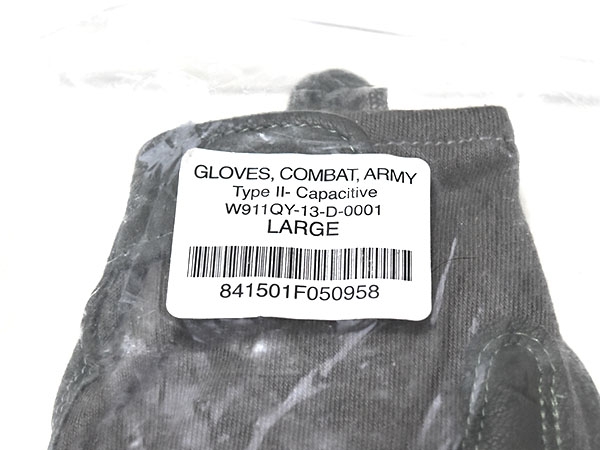 GLOVES, COMBAT, ARMY
Type II- Capacitive
W911QY-13-D-0001
LARGE
841501F050958